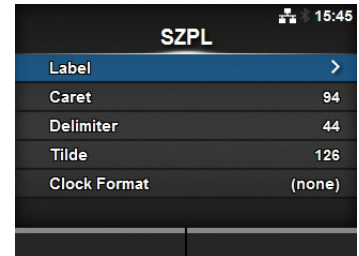 15:45
SZPL
Label >
Caret 94
Delimiter 44
Tilde 126
Clock Format (none)